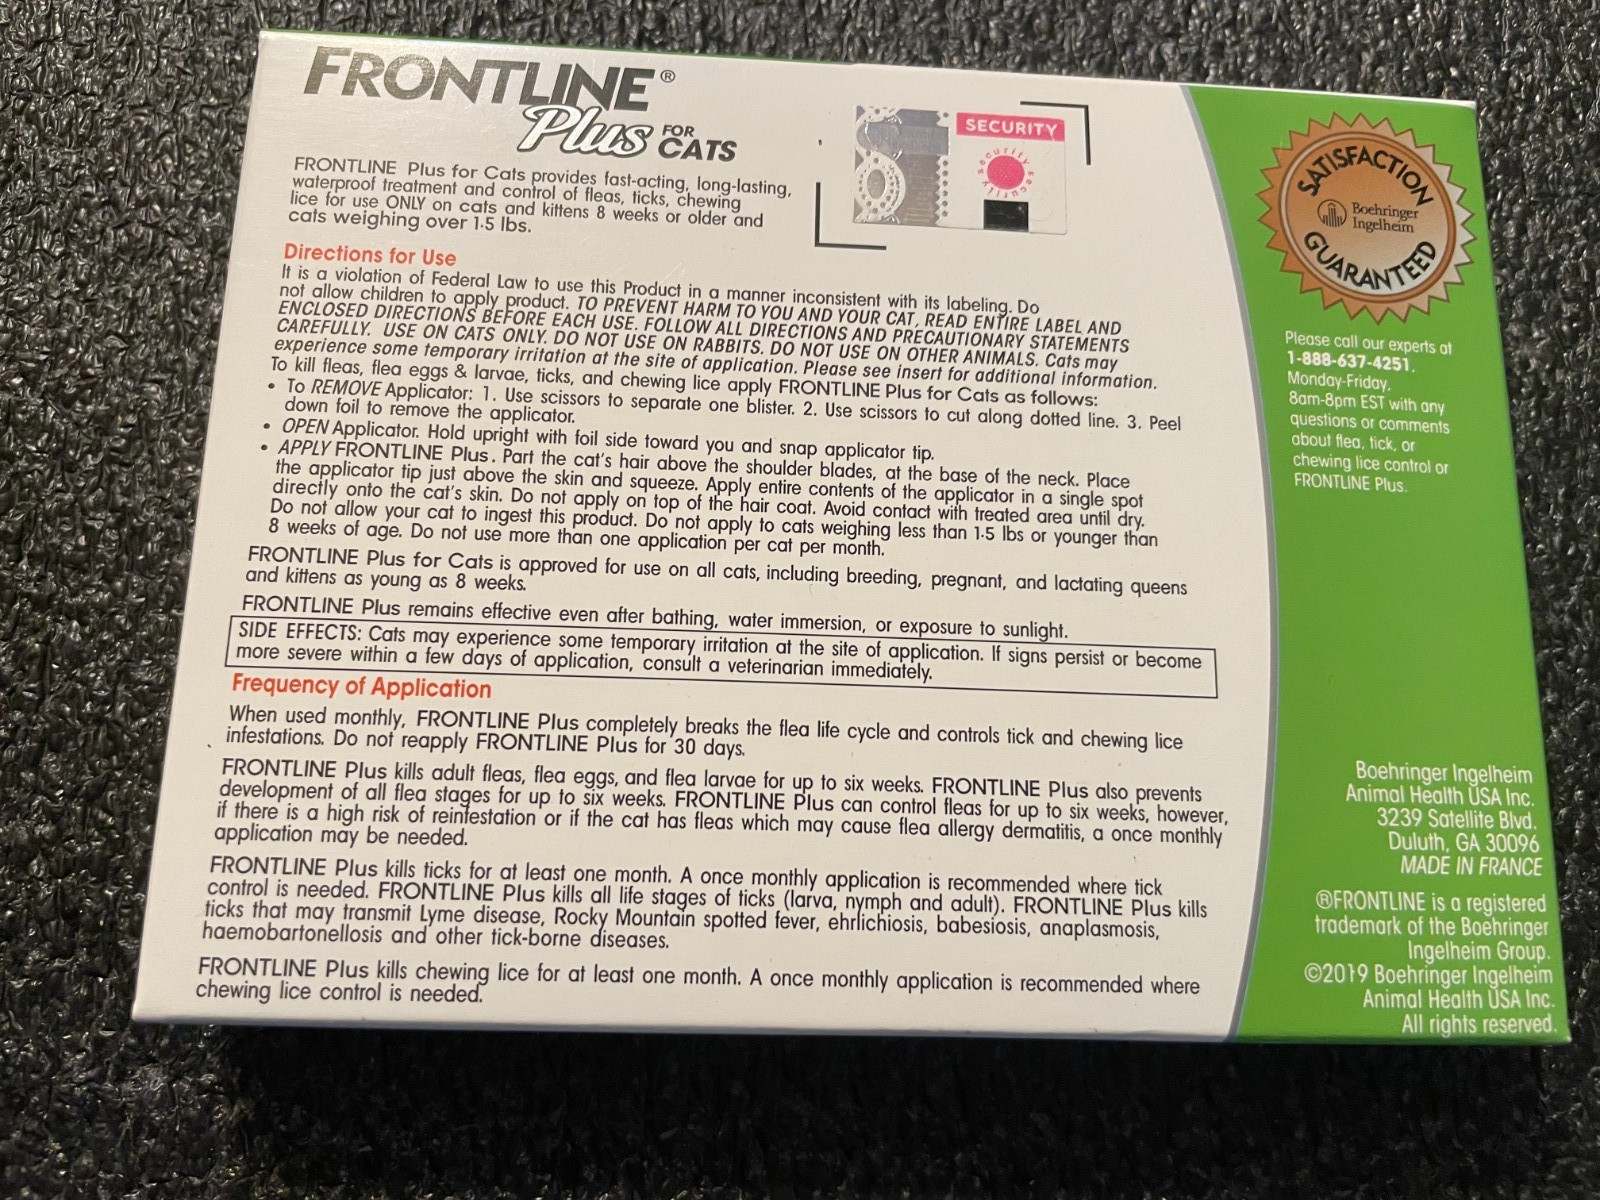 FRONTLINE®
Plus FOR
CATS
FRONTLINE Plus for Cats provides fast-acting, long-lasting,
waterproof treatment and control of fleas, ticks, chewing
lice for use ONLY on cats and kittens 8 weeks or older and
cats weighing over 1.5 lbs.
SECURITY
security security
Directions for Use
It is a violation of Federal Law to use this Product in a manner inconsistent with its labeling. Do
not allow children to apply product. TO PREVENT HARM TO YOU AND YOUR CAT, READ ENTIRE LABEL AND
ENCLOSED DIRECTIONS BEFORE EACH USE. FOLLOW ALL DIRECTIONS AND PRECAUTIONARY STATEMENTS
CAREFULLY. USE ON CATS ONLY. DO NOT USE ON RABBITS. DO NOT USE ON OTHER ANIMALS. Cats may
experience some temporary irritation at the site of application. Please see insert for additional information.
To kill fleas, flea eggs & larvae, ticks, and chewing lice apply FRONTLINE Plus for Cats as follows:
• To REMOVE Applicator: 1. Use scissors to separate one blister. 2. Use scissors to cut along dotted line. 3. Peel
down foil to remove the applicator.
• OPEN Applicator. Hold upright with foil side toward you and snap applicator tip.
• APPLY FRONTLINE Plus. Part the cat's hair above the shoulder blades, at the base of the neck. Place
the applicator tip just above the skin and squeeze. Apply entire contents of the applicator in a single spot
directly onto the cat's skin. Do not apply on top of the hair coat. Avoid contact with treated area until dry.
Do not allow your cat to ingest this product. Do not apply to cats weighing less than 1.5 lbs or younger than
8 weeks of age. Do not use more than one application per cat per month.
FRONTLINE Plus for Cats is approved for use on all cats, including breeding, pregnant, and lactating queens
and kittens as young as 8 weeks.
FRONTLINE Plus remains effective even after bathing, water immersion, or exposure to sunlight.
SIDE EFFECTS: Cats may experience some temporary irritation at the site of application. If signs persist or become
more severe within a few days of application, consult a veterinarian immediately.
Frequency of Application
When used monthly, FRONTLINE Plus completely breaks the flea life cycle and controls tick and chewing lice
infestations. Do not reapply FRONTLINE Plus for 30 days.
FRONTLINE Plus kills adult fleas, flea eggs, and flea larvae for up to six weeks. FRONTLINE Plus also prevents
development of all flea stages for up to six weeks. FRONTLINE Plus can control fleas for up to six weeks, however,
if there is a high risk of reinfestation or if the cat has fleas which may cause flea allergy dermatitis, a once monthly
application may be needed.
FRONTLINE Plus kills ticks for at least one month. A once monthly application is recommended where tick
control is needed. FRONTLINE Plus kills all life stages of ticks (larva, nymph and adult). FRONTLINE Plus kills
ticks that may transmit Lyme disease, Rocky Mountain spotted fever, ehrlichiosis, babesiosis, anaplasmosis,
haemobartonellosis and other tick-borne diseases.
FRONTLINE Plus kills chewing lice for at least one month. A once monthly application is recommended where
chewing lice control is needed.
SATISFACTION
Boehringer
Ingelheim
GUARANTEED
Please call our experts at
1-888-637-4251,
Monday-Friday,
8am-8pm EST with any
questions or comments
about flea, tick, or
chewing lice control or
FRONTLINE Plus.
Boehringer Ingelheim
Animal Health USA Inc.
3239 Satellite Blvd.
Duluth, GA 30096
MADE IN FRANCE
®FRONTLINE is a registered
trademark of the Boehringer
Ingelheim Group.
©2019 Boehringer Ingelheim
Animal Health USA Inc.
All rights reserved.